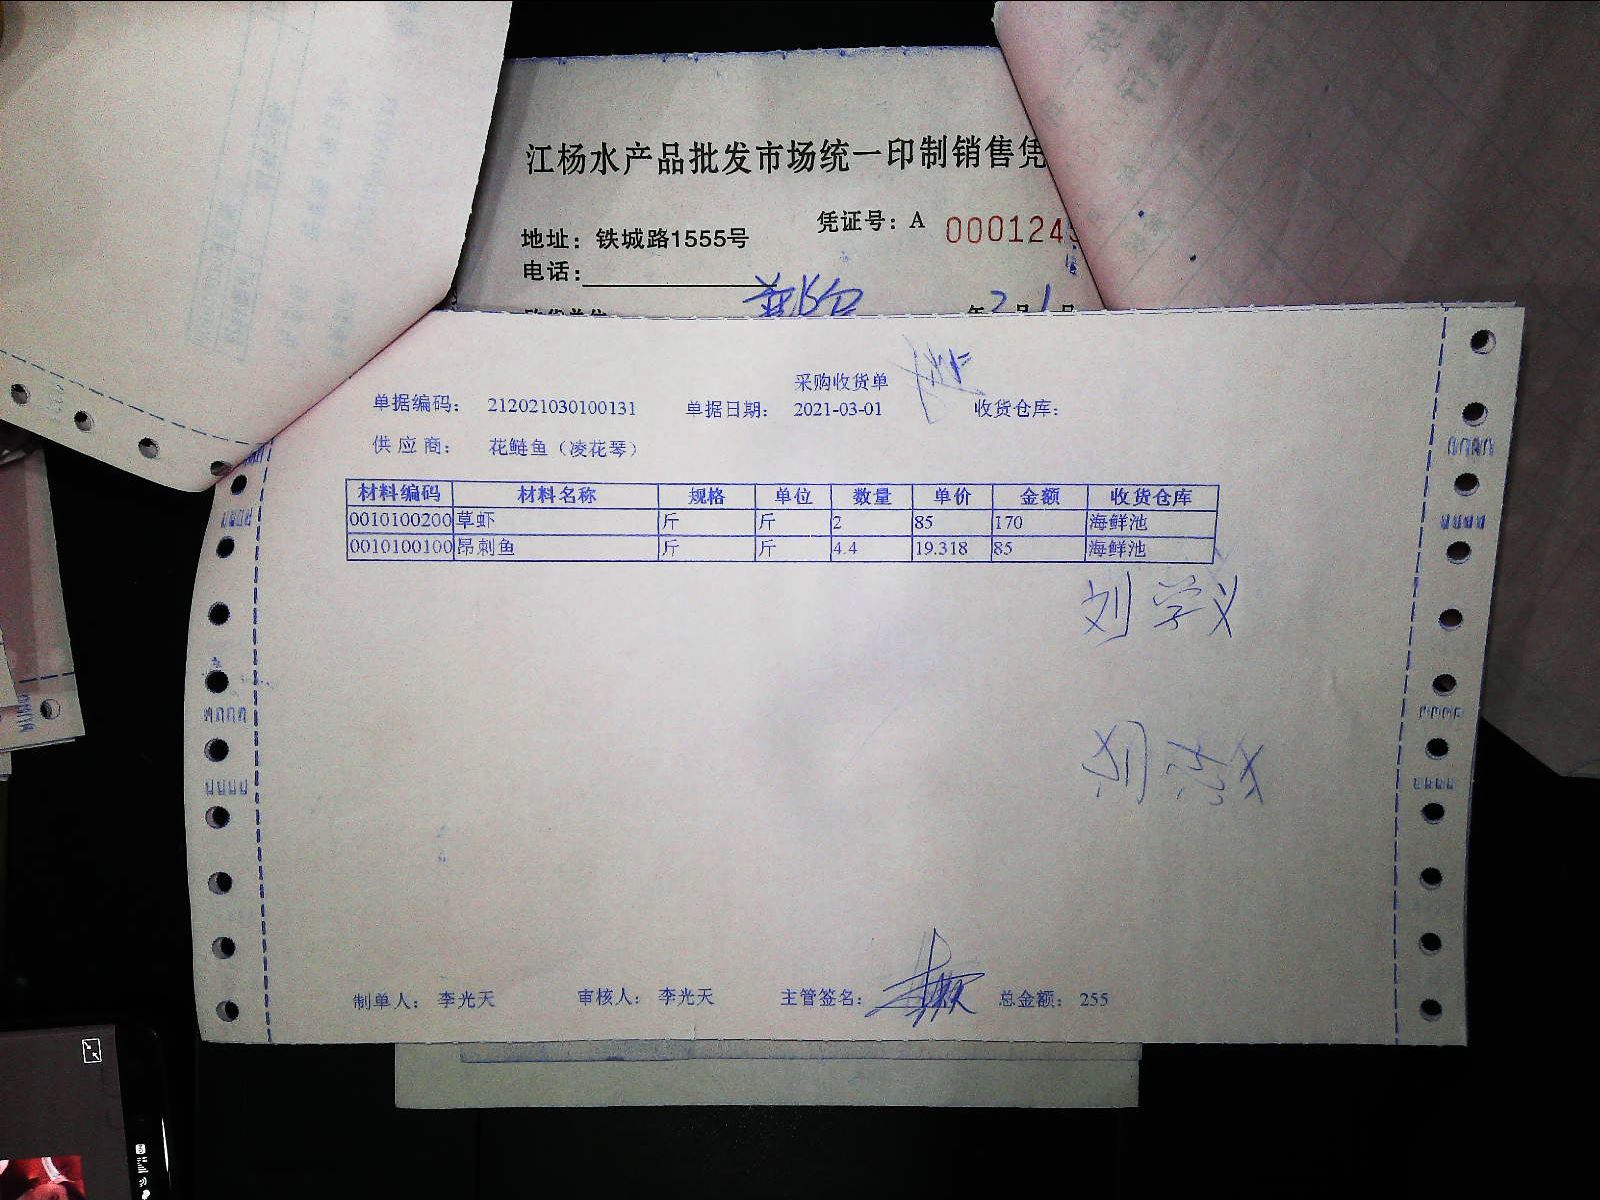 江杨水产品批发市场统一印制销售凭
凭证号：A 000124
地址：铁城路1555号
电话：
年2月1号
采购收货单
单据编码： 212021030100131 单据日期： 2021-03-01 收货仓库：
供 应 商： 花鲢鱼（凌花琴）
材料编码 材料名称 规格 单位 数量 单价 金额 收货仓库
0010100200 草虾 斤 斤 2 85 170 海鲜池
0010100100 昂刺鱼 斤 斤 4.4 19.318 85 海鲜池
刘学义
制单人： 李光天 审核人： 李光天 主管签名： 总金额： 255